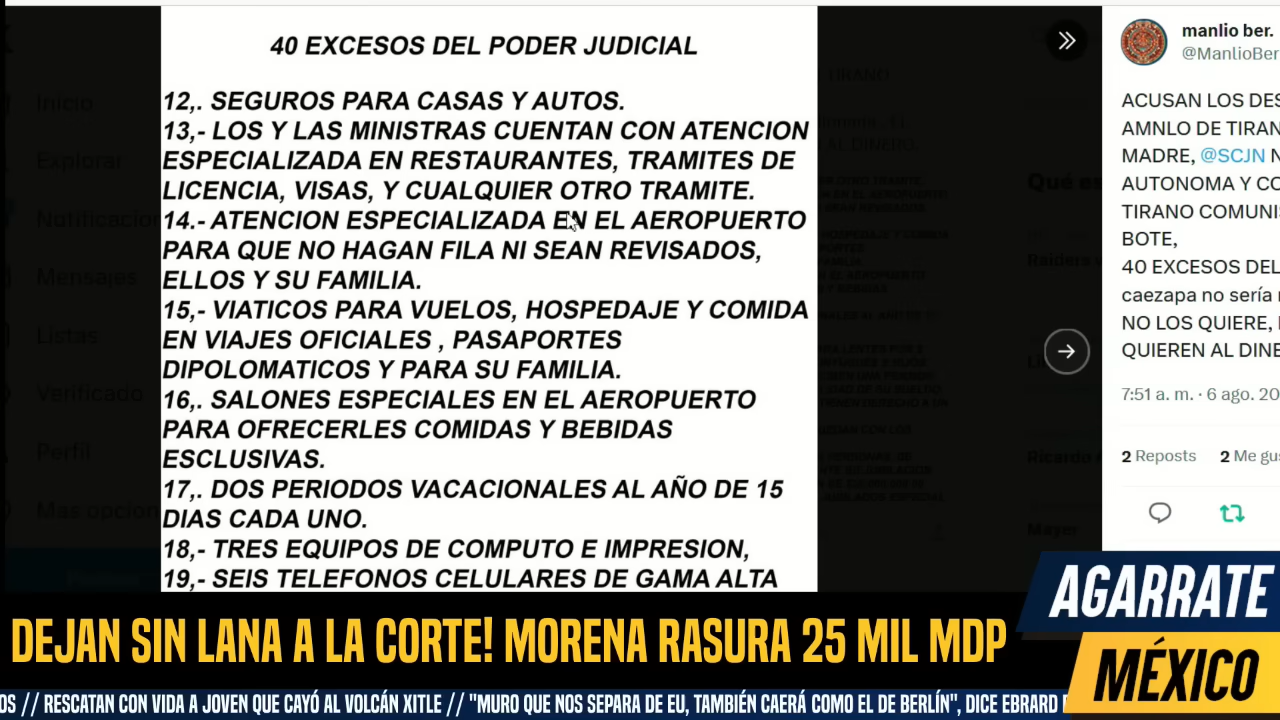 40 EXCESOS DEL PODER JUDICIAL
12,. SEGUROS PARA CASAS Y AUTOS.
13,- LOS Y LAS MINISTRAS CUENTAN CON ATENCION
ESPECIALIZADA EN RESTAURANTES, TRAMITES DE
LICENCIA, VISAS, Y CUALQUIER OTRO TRAMITE.
14.- ATENCION ESPECIALIZADA EN EL AEROPUERTO
PARA QUE NO HAGAN FILA NI SEAN REVISADOS,
ELLOS Y SU FAMILIA.
15,- VIATICOS PARA VUELOS, HOSPEDAJE Y COMIDA
EN VIAJES OFICIALES , PASAPORTES
DIPOLOMATICOS Y PARA SU FAMILIA.
16,. SALONES ESPECIALES EN EL AEROPUERTO
PARA OFRECERLES COMIDAS Y BEBIDAS
ESCLUSIVAS.
17,. DOS PERIODOS VACACIONALES AL AÑO DE 15
DIAS CADA UNO.
18,- TRES EQUIPOS DE COMPUTO E IMPRESION,
19,- SEIS TELEFONOS CELULARES DE GAMA ALTA
Inicio
Explorar
Mensajes
Listas
Verificado
Perfil
manlio ber.
@ManlioBer
ACUSAN LOS DES
AMNLO DE TIRAN
MADRE, @SCJN N
AUTONOMA Y CO
TIRANO COMUNIS
BOTE,
40 EXCESOS DEL
caezapa no sería
NO LOS QUIERE,
QUIEREN AL DINE
7:51 a. m. · 6 ago. 20
2 Reposts 2 Me gus
DEJAN SIN LANA A LA CORTE! MORENA RASURA 25 MIL MDP
AGARRATE
MÉXICO
OS // RESCATAN CON VIDA A JOVEN QUE CAYÓ AL VOLCÁN XITLE // "MURO QUE NOS SEPARA DE EU, TAMBIÉN CAERÁ COMO EL DE BERLÍN", DICE EBRARD